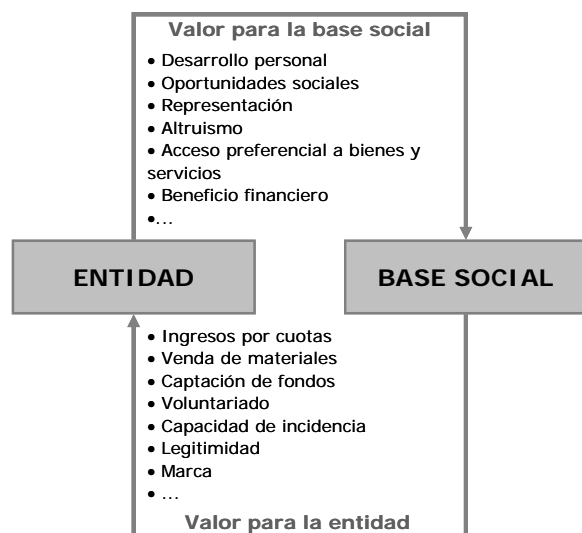 Valor para la base social
• Desarrollo personal
• Oportunidades sociales
• Representación
• Altruismo
• Acceso preferencial a bienes y
servicios
• Beneficio financiero
•...
ENTIDAD
BASE SOCIAL
• Ingresos por cuotas
• Venda de materiales
• Captación de fondos
• Voluntariado
• Capacidad de incidencia
• Legitimidad
• Marca
• ...
Valor para la entidad